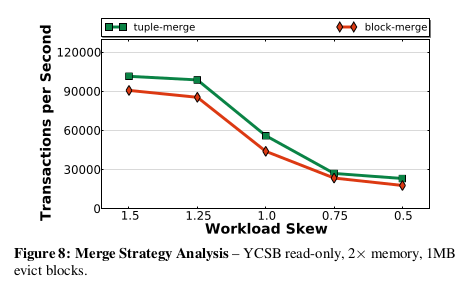 tuple-merge block-merge
120000
90000
60000
30000
0
Transactions per Second
1.5 1.25 1.0 0.75 0.5
Workload Skew
Figure 8: Merge Strategy Analysis – YCSB read-only, 2× memory, 1MB
evict blocks.